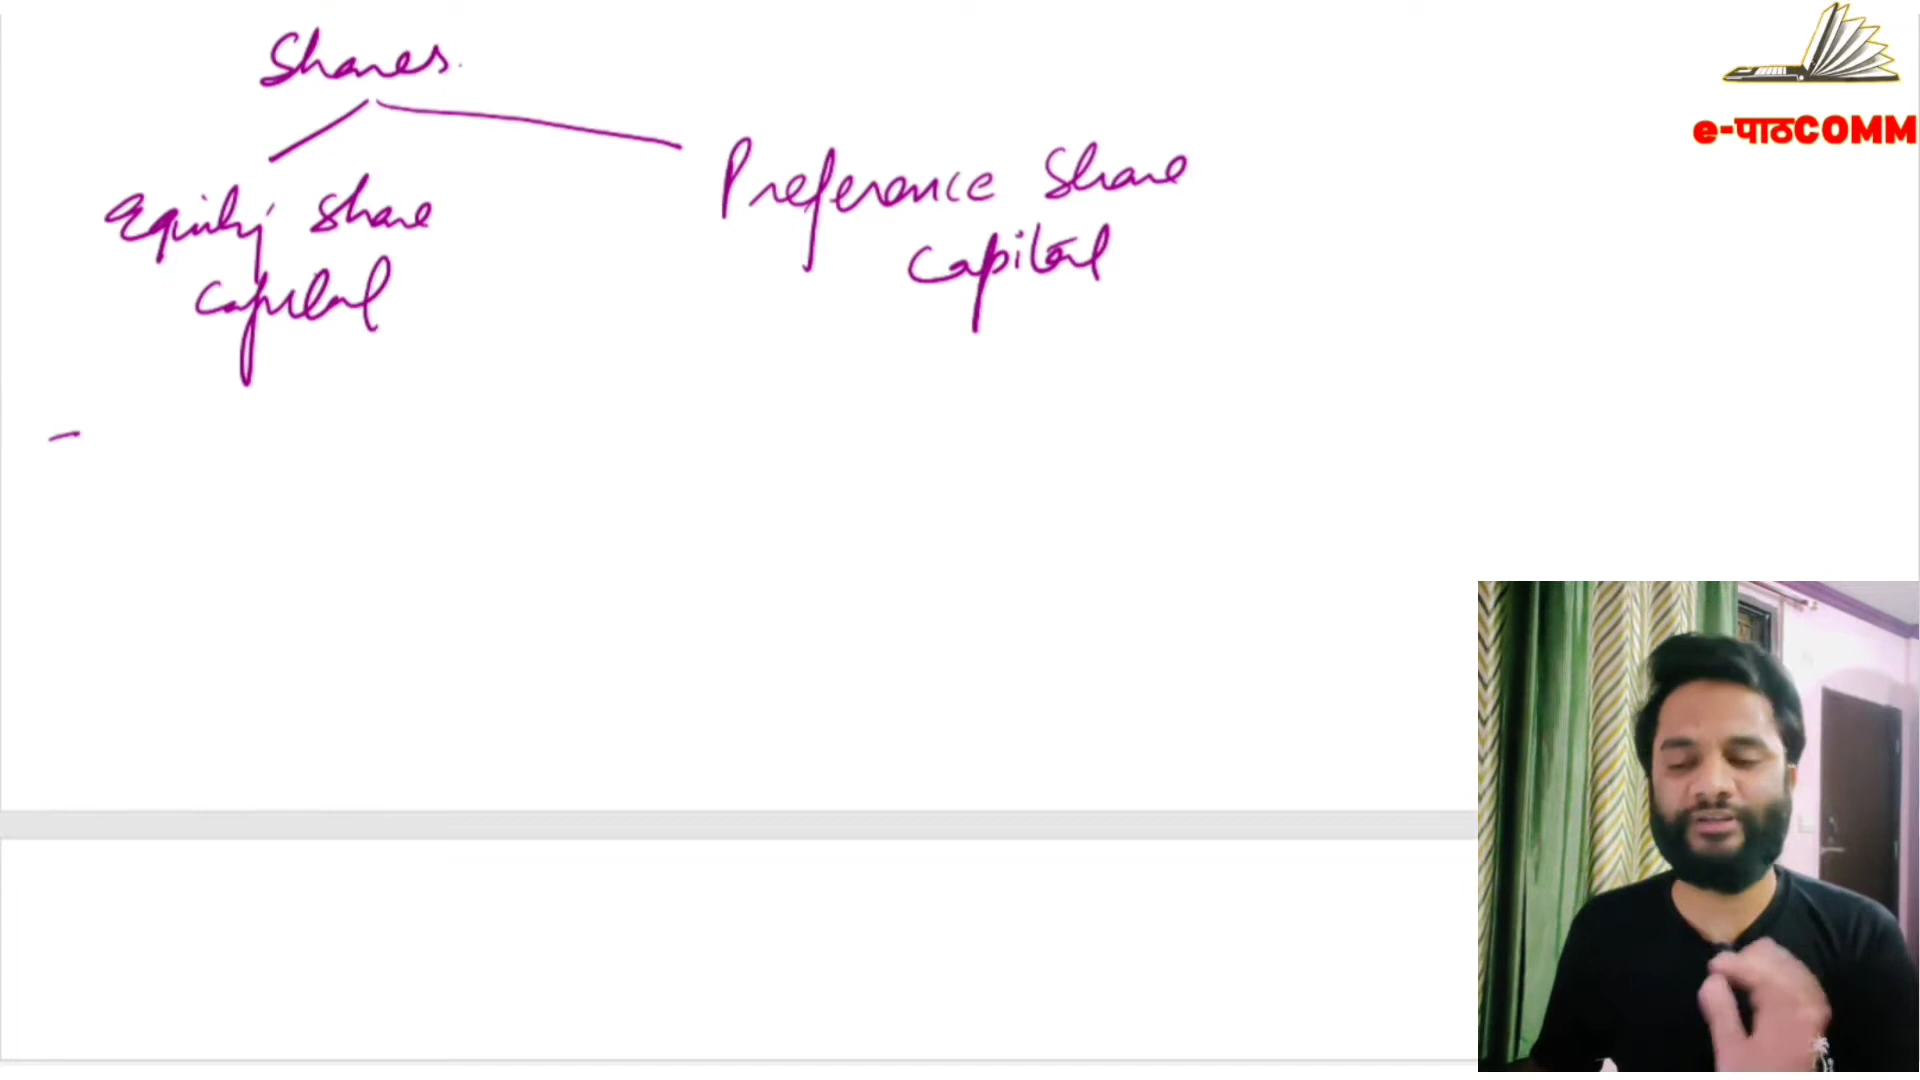 Shares.
Equity share
capital
Preference Share
capital
e-पाठCOMM